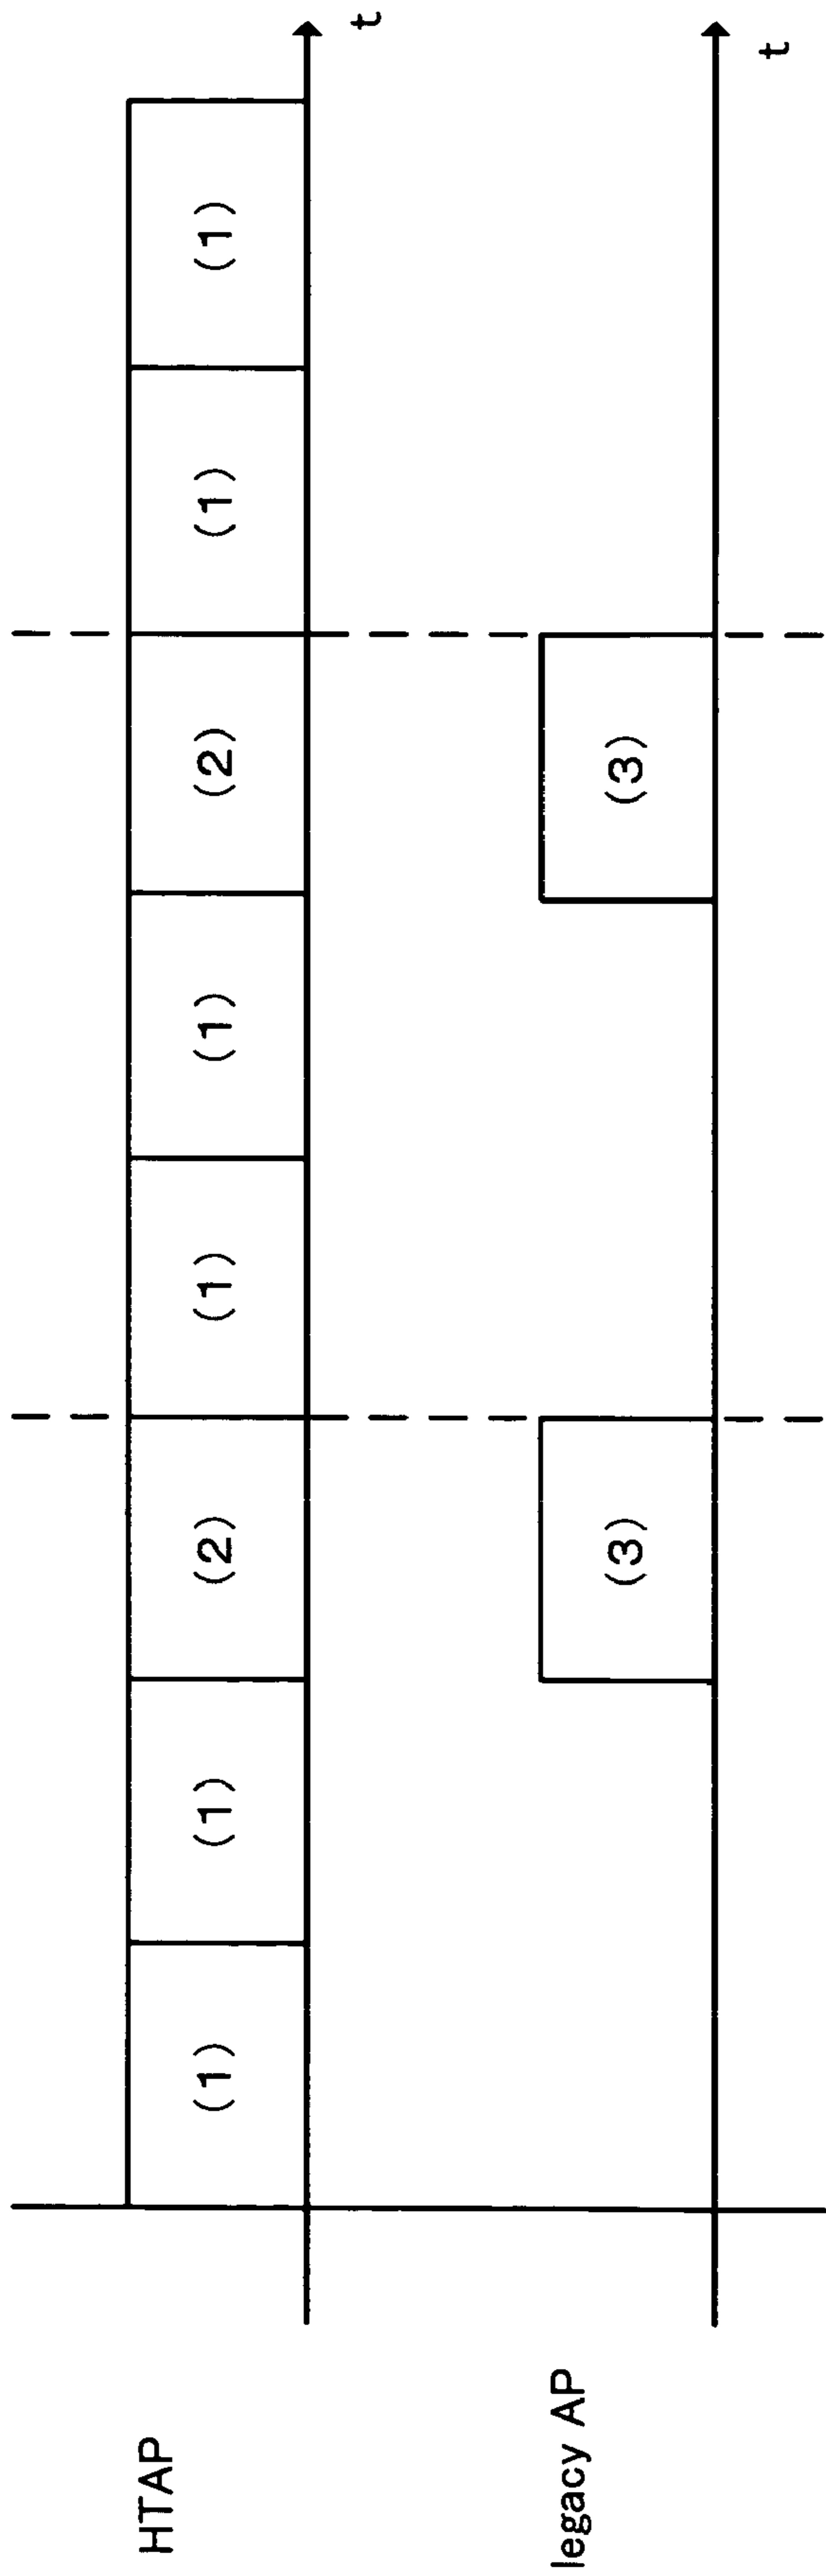 HTAP
(1)
(1)
(2)
(1)
(1)
(2)
(1)
(1)
t
legacy AP
(3)
(3)
t